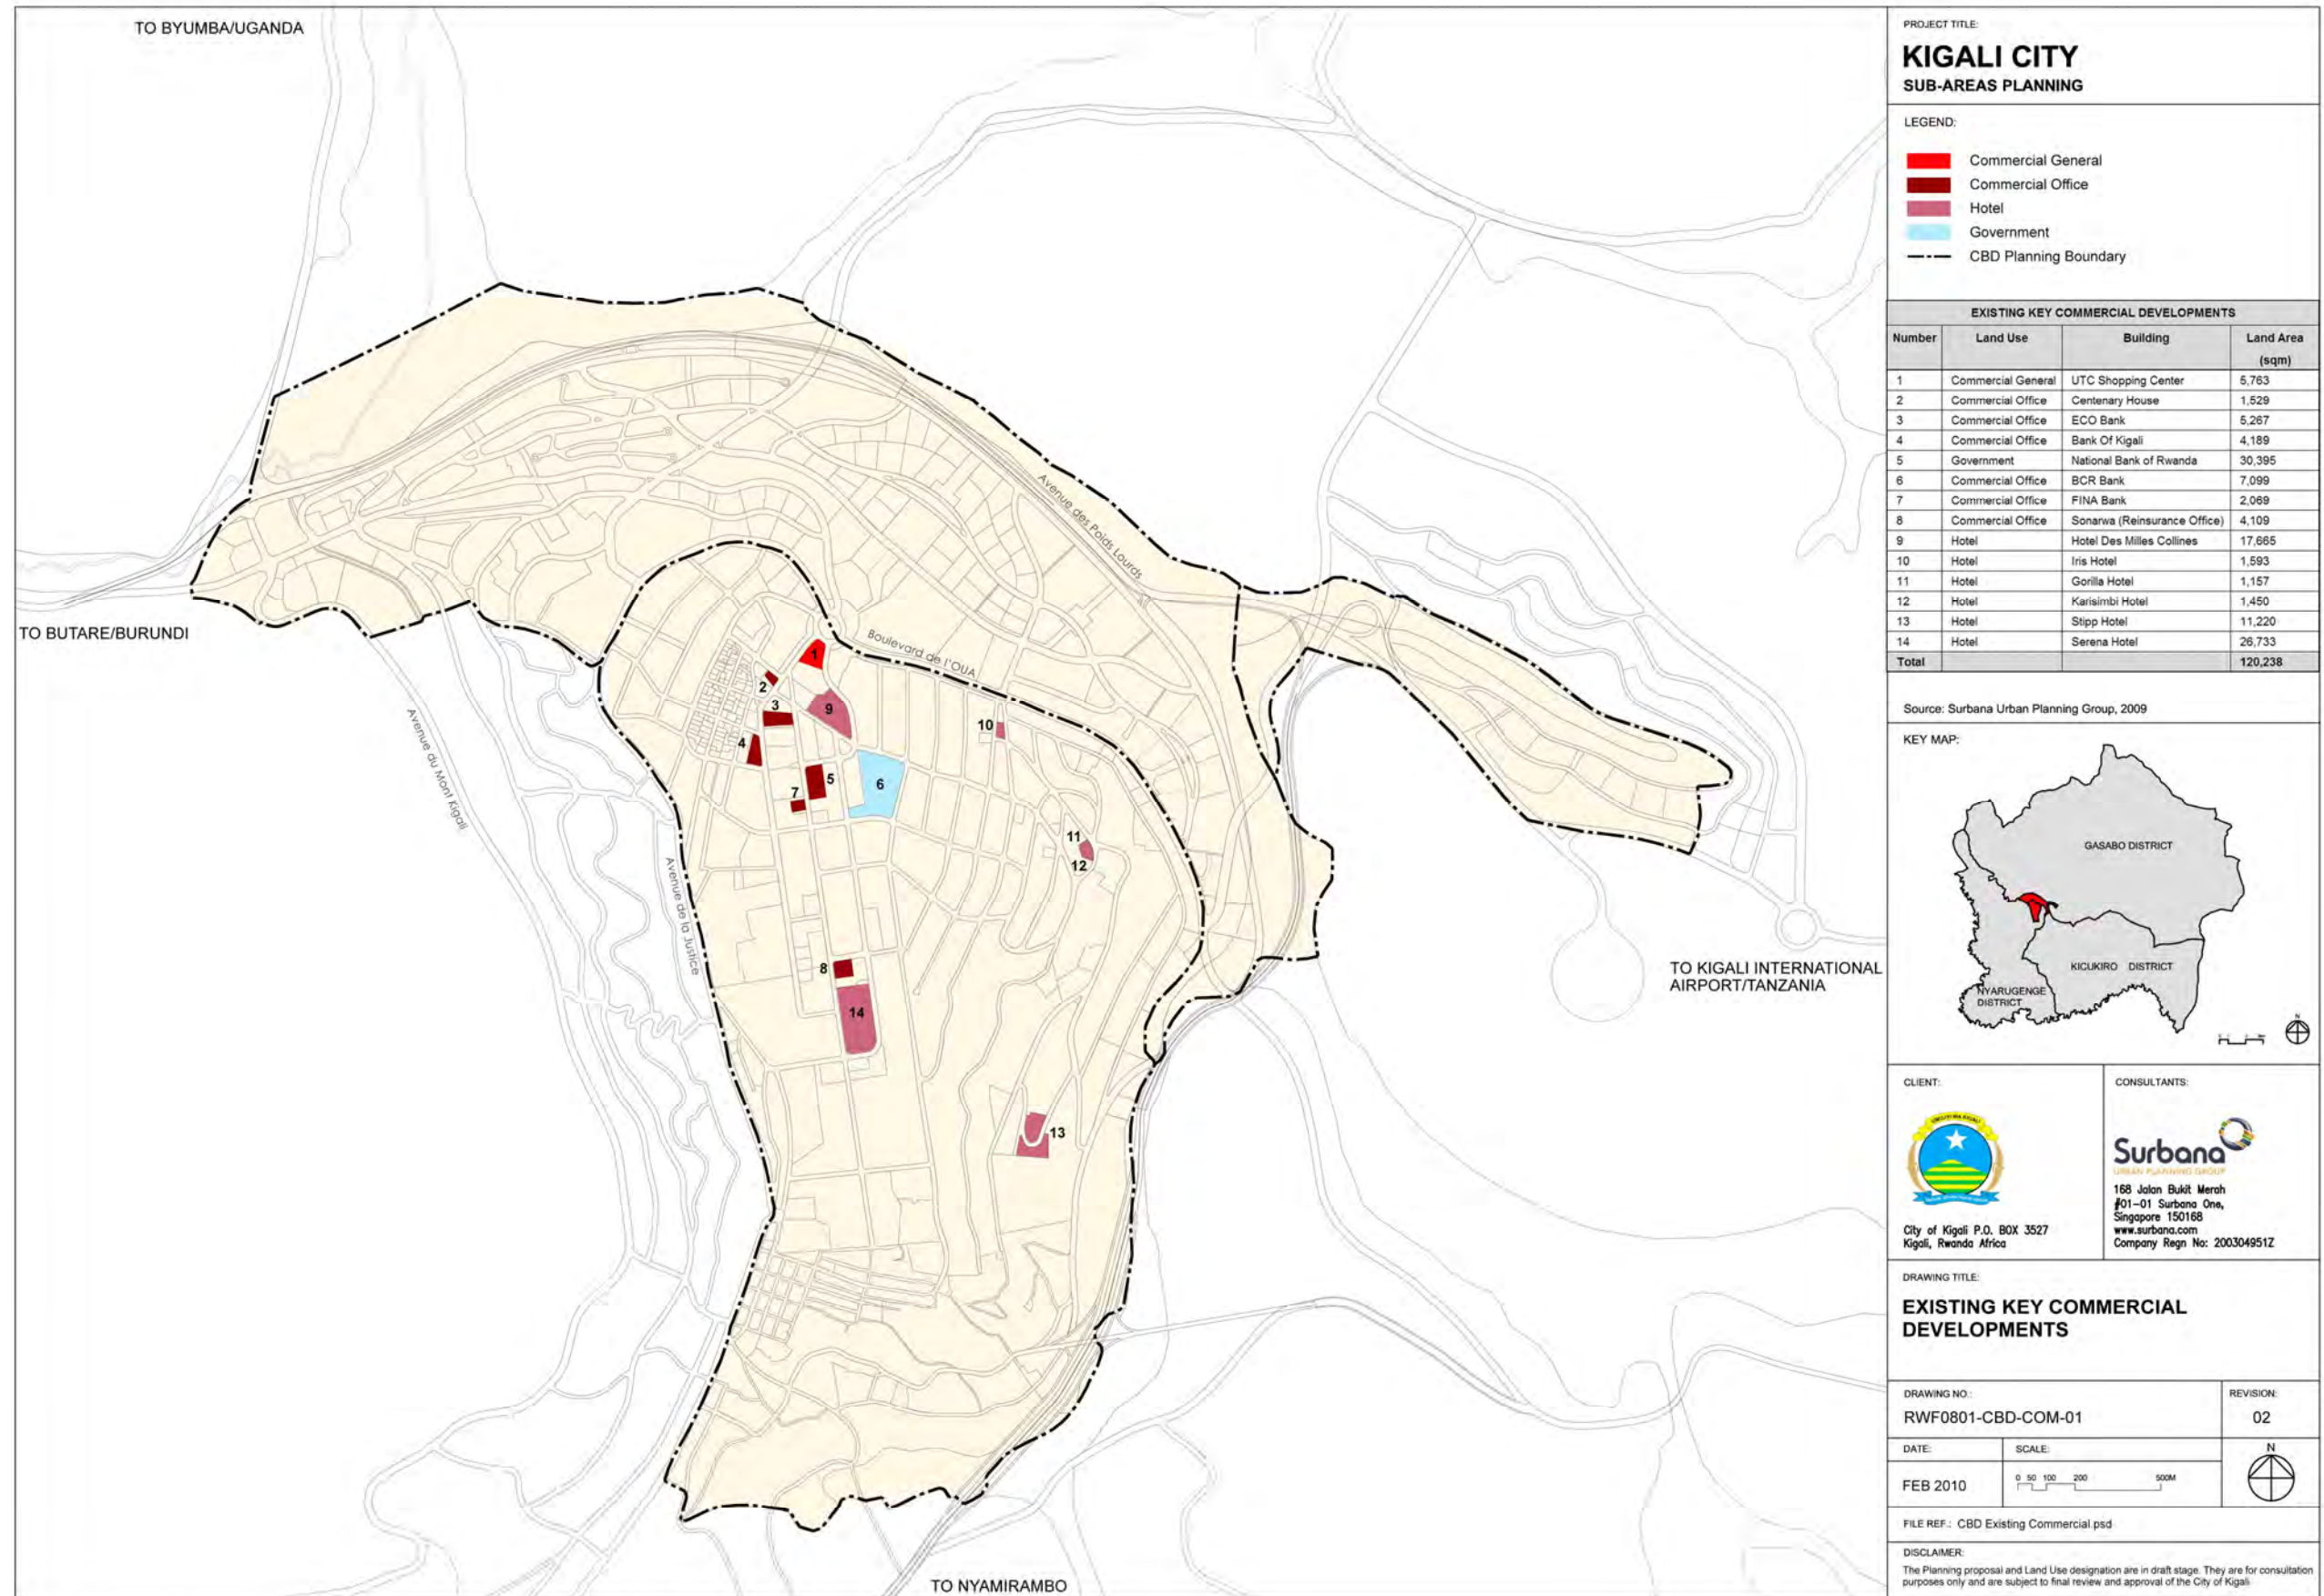 TO BYUMBA/UGANDA
TO BUTARE/BURUNDI
Avenue du Mont Kigali
Avenue de la Justice
Avenue des Poids Lourds
Boulevard de l'OUA
1
2
3
9
10
4
5
6
7
11
12
8
14
13
TO KIGALI INTERNATIONAL
AIRPORT/TANZANIA
TO NYAMIRAMBO
PROJECT TITLE:
KIGALI CITY
SUB-AREAS PLANNING
LEGEND:
Commercial General
Commercial Office
Hotel
Government
CBD Planning Boundary
EXISTING KEY COMMERCIAL DEVELOPMENTS
Number Land Use Building Land Area
(sqm)
1 Commercial General UTC Shopping Center 5,763
2 Commercial Office Centenary House 1,529
3 Commercial Office ECO Bank 5,267
4 Commercial Office Bank Of Kigali 4,189
5 Government National Bank of Rwanda 30,395
6 Commercial Office BCR Bank 7,099
7 Commercial Office FINA Bank 2,069
8 Commercial Office Sonarwa (Reinsurance Office) 4,109
9 Hotel Hotel Des Milles Collines 17,665
10 Hotel Iris Hotel 1,593
11 Hotel Gorilla Hotel 1,157
12 Hotel Karisimbi Hotel 1,450
13 Hotel Stipp Hotel 11,220
14 Hotel Serena Hotel 26,733
Total 120,238
Source: Surbana Urban Planning Group, 2009
KEY MAP:
GASABO DISTRICT
KICUKIRO DISTRICT
NYARUGENGE
DISTRICT
N
CLIENT:
City of Kigali P.O. BOX 3527
Kigali, Rwanda Africa
CONSULTANTS:
Surbana
URBAN PLANNING GROUP
168 Jalan Bukit Merah
#01-01 Surbana One,
Singapore 150168
www.surbana.com
Company Regn No: 200304951Z
DRAWING TITLE:
EXISTING KEY COMMERCIAL
DEVELOPMENTS
DRAWING NO.:
RWF0801-CBD-COM-01
REVISION:
02
DATE:
FEB 2010
SCALE:
0 50 100 200 500M
N
FILE REF.: CBD Existing Commercial.psd
DISCLAIMER:
The Planning proposal and Land Use designation are in draft stage. They are for consultation
purposes only and are subject to final review and approval of the City of Kigali